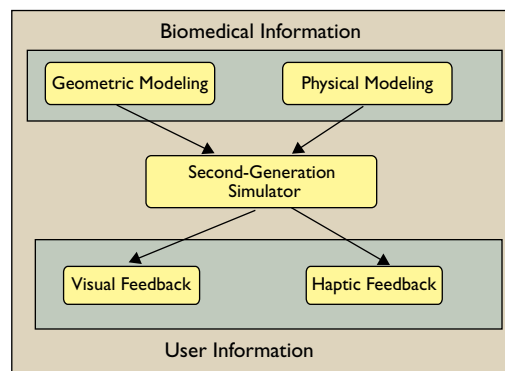 Biomedical Information
Geometric Modeling
Physical Modeling
Second-Generation
Simulator
Visual Feedback
Haptic Feedback
User Information